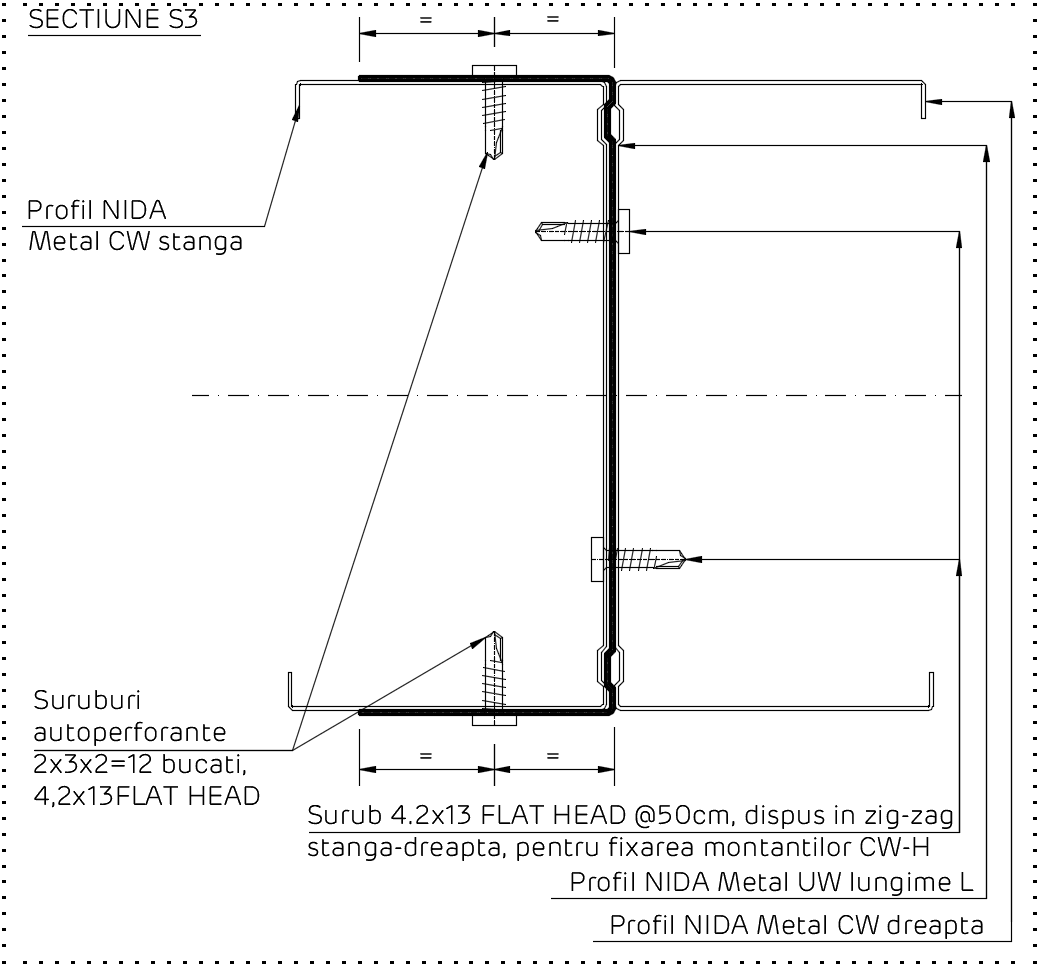 SECTIUNE S3
= =
Profil NIDA
Metal CW stanga
Suruburi
autoperforante
2x3x2=12 bucati,
4,2x13FLAT HEAD
= =
Surub 4.2x13 FLAT HEAD @50cm, dispus in zig-zag
stanga-dreapta, pentru fixarea montantilor CW-H
Profil NIDA Metal UW lungime L
Profil NIDA Metal CW dreapta